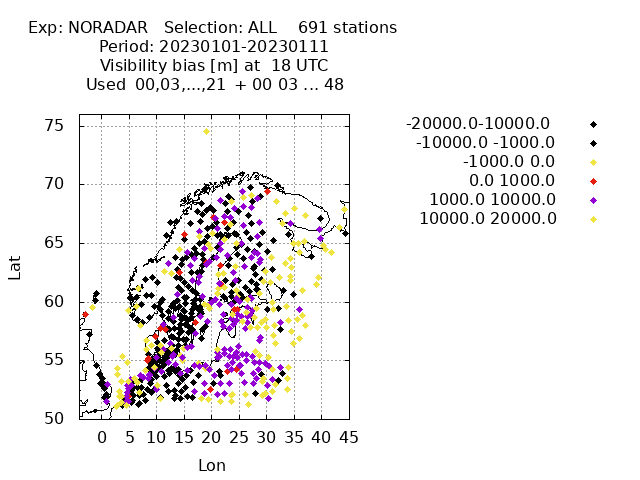 Exp: NORADAR Selection: ALL 691 stations
Period: 20230101-20230111
Visibility bias [m] at 18 UTC
Used 00,03,...,21 + 00 03 ... 48
-20000.0-10000.0
-10000.0 -1000.0
-1000.0 0.0
0.0 1000.0
1000.0 10000.0
10000.0 20000.0
75
70
65
60
55
50
Lat
0 5 10 15 20 25 30 35 40 45
Lon